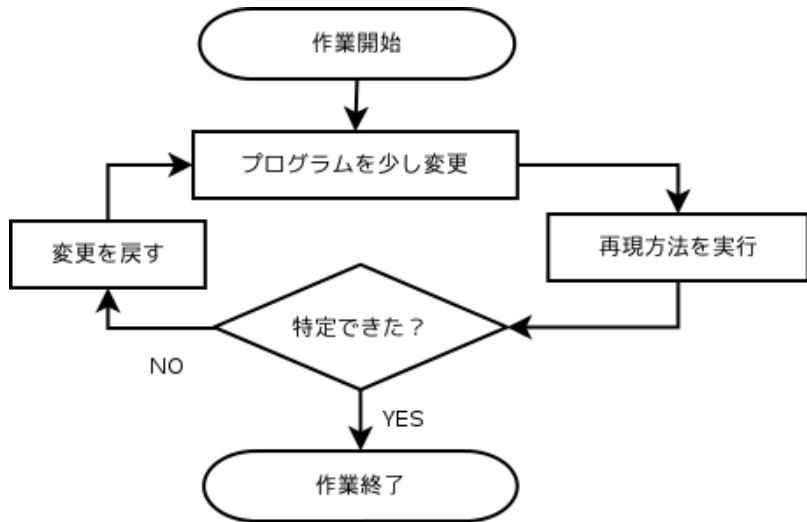 作業開始
プログラムを少し変更
再現方法を実行
変更を戻す
特定できた？
NO
YES
作業終了